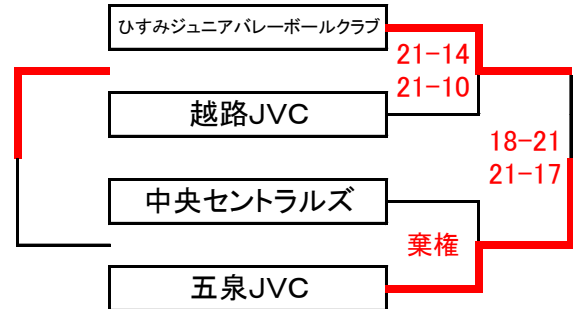 ひすみジュニアバレーボールクラブ
21-14
21-10
越路JVC
18-21
21-17
中央セントラルズ
棄権
五泉JVC